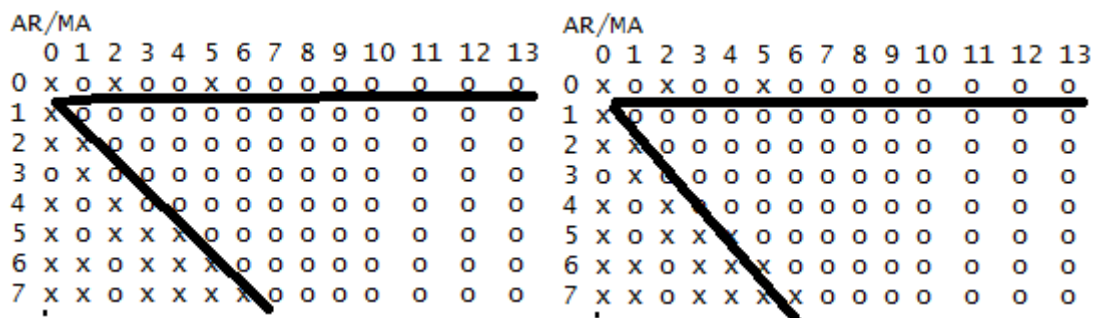 AR/MA
0 1 2 3 4 5 6 7 8 9 10 11 12 13
0 x o x o o x o o o o o o o o
1 x o o o o o o o o o o o o o
2 x x o o o o o o o o o o o o
3 o x o o o o o o o o o o o o
4 x o x o o o o o o o o o o o
5 x o x x x o o o o o o o o o
6 x x o x x x o o o o o o o o
7 x x o x x x x o o o o o o o
AR/MA
0 1 2 3 4 5 6 7 8 9 10 11 12 13
0 x o x o o x o o o o o o o o
1 x o o o o o o o o o o o o o
2 x x o o o o o o o o o o o o
3 o x o o o o o o o o o o o o
4 x o x o o o o o o o o o o o
5 x o x x x o o o o o o o o o
6 x x o x x x o o o o o o o o
7 x x o x x x x o o o o o o o